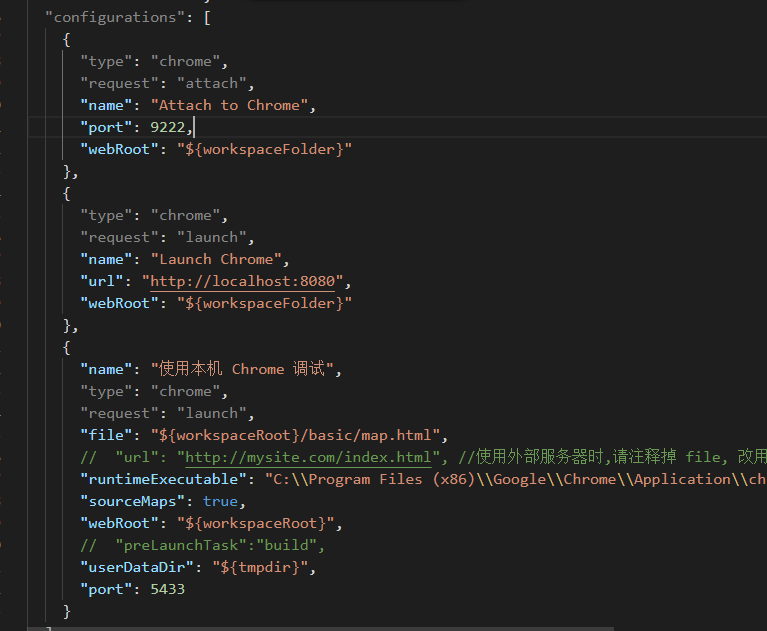 "configurations": [
{
"type": "chrome",
"request": "attach",
"name": "Attach to Chrome",
"port": 9222,
"webRoot": "${workspaceFolder}"
},
{
"type": "chrome",
"request": "launch",
"name": "Launch Chrome",
"url": "http://localhost:8080",
"webRoot": "${workspaceFolder}"
},
{
"name": "使用本机 Chrome 调试",
"type": "chrome",
"request": "launch",
"file": "${workspaceRoot}/basic/map.html",
//  "url": "http://mysite.com/index.html", //使用外部服务器时,请注释掉 file, 改用
"runtimeExecutable": "C:\\Program Files (x86)\\Google\\Chrome\\Application\\ch
"sourceMaps": true,
"webRoot": "${workspaceRoot}",
//  "preLaunchTask":"build",
"userDataDir": "${tmpdir}",
"port": 5433
}